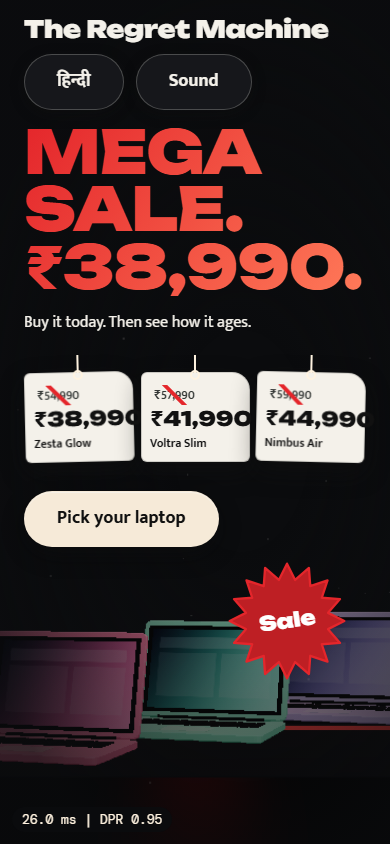 The Regret Machine
हिन्दी Sound
MEGA
SALE.
₹38,990.
Buy it today. Then see how it ages.
₹54,990 ₹57,990 ₹59,990
₹38,990 ₹41,990 ₹44,990
Zesta Glow Voltra Slim Nimbus Air
Pick your laptop
Sale
26.0 ms | DPR 0.95